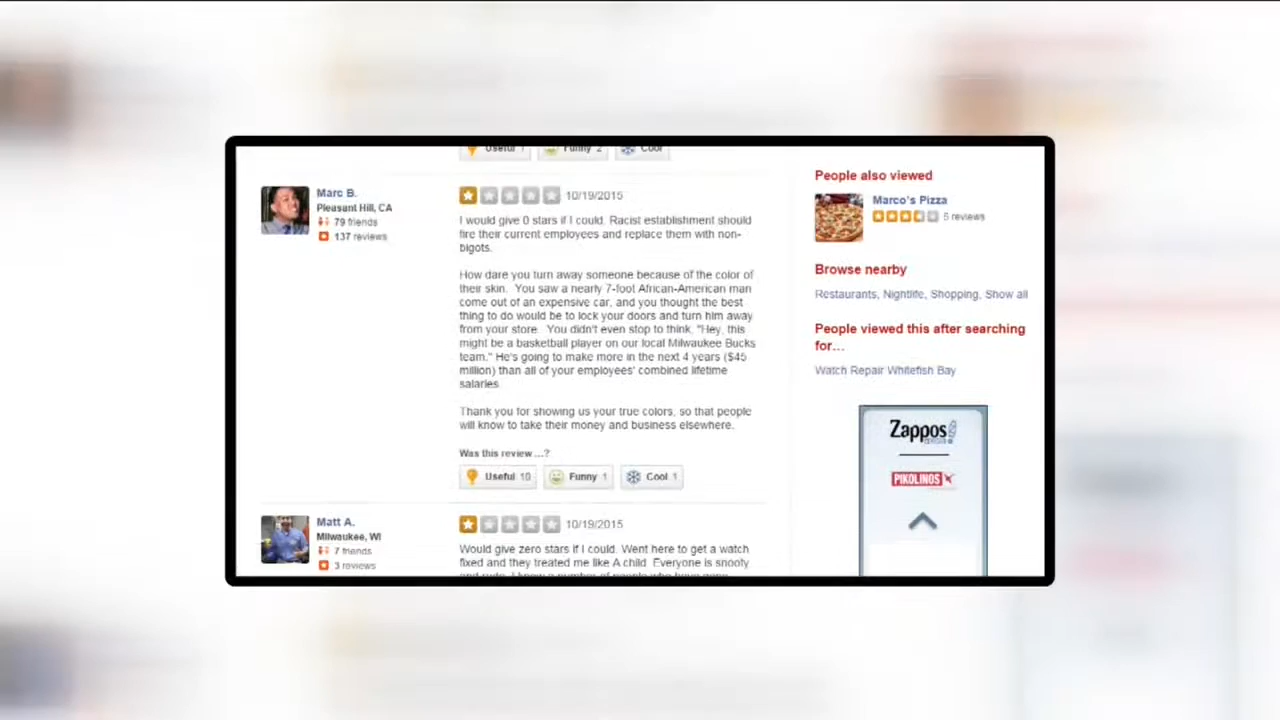 Useful 1 Funny 2 Cool
Marc B.
Pleasant Hill, CA
79 friends
137 reviews
10/19/2015
I would give 0 stars if I could. Racist establishment should
fire their current employees and replace them with non-
bigots.
How dare you turn away someone because of the color of
their skin. You saw a nearly 7-foot African-American man
come out of an expensive car, and you thought the best
thing to do would be to lock your doors and turn him away
from your store. You didn't even stop to think, "Hey, this
might be a basketball player on our local Milwaukee Bucks
team." He's going to make more in the next 4 years ($45
million) than all of your employees' combined lifetime
salaries.
Thank you for showing us your true colors, so that people
will know to take their money and business elsewhere.
Was this review ...?
Useful 10 Funny 1 Cool 1
Matt A.
Milwaukee, WI
7 friends
3 reviews
10/19/2015
Would give zero stars if I could. Went here to get a watch
fixed and they treated me like A child. Everyone is snooty
People also viewed
Marco's Pizza
5 reviews
Browse nearby
Restaurants, Nightlife, Shopping, Show all
People viewed this after searching
for...
Watch Repair Whitefish Bay
Zappos
PIKOLINOS